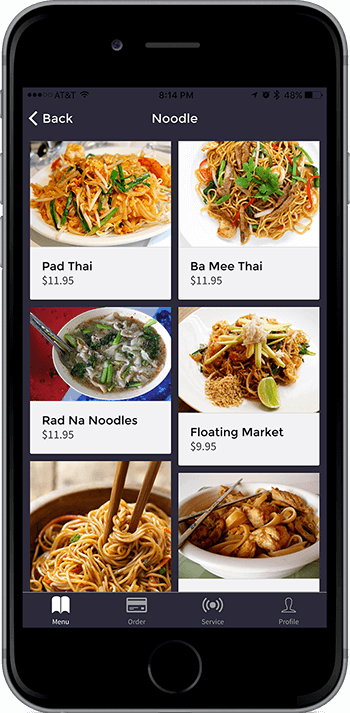 AT&T 8:14 PM 48%
Back Noodle
Pad Thai
$11.95
Ba Mee Thai
$11.95
Rad Na Noodles
$11.95
Floating Market
$9.95
Menu Order Service Profile